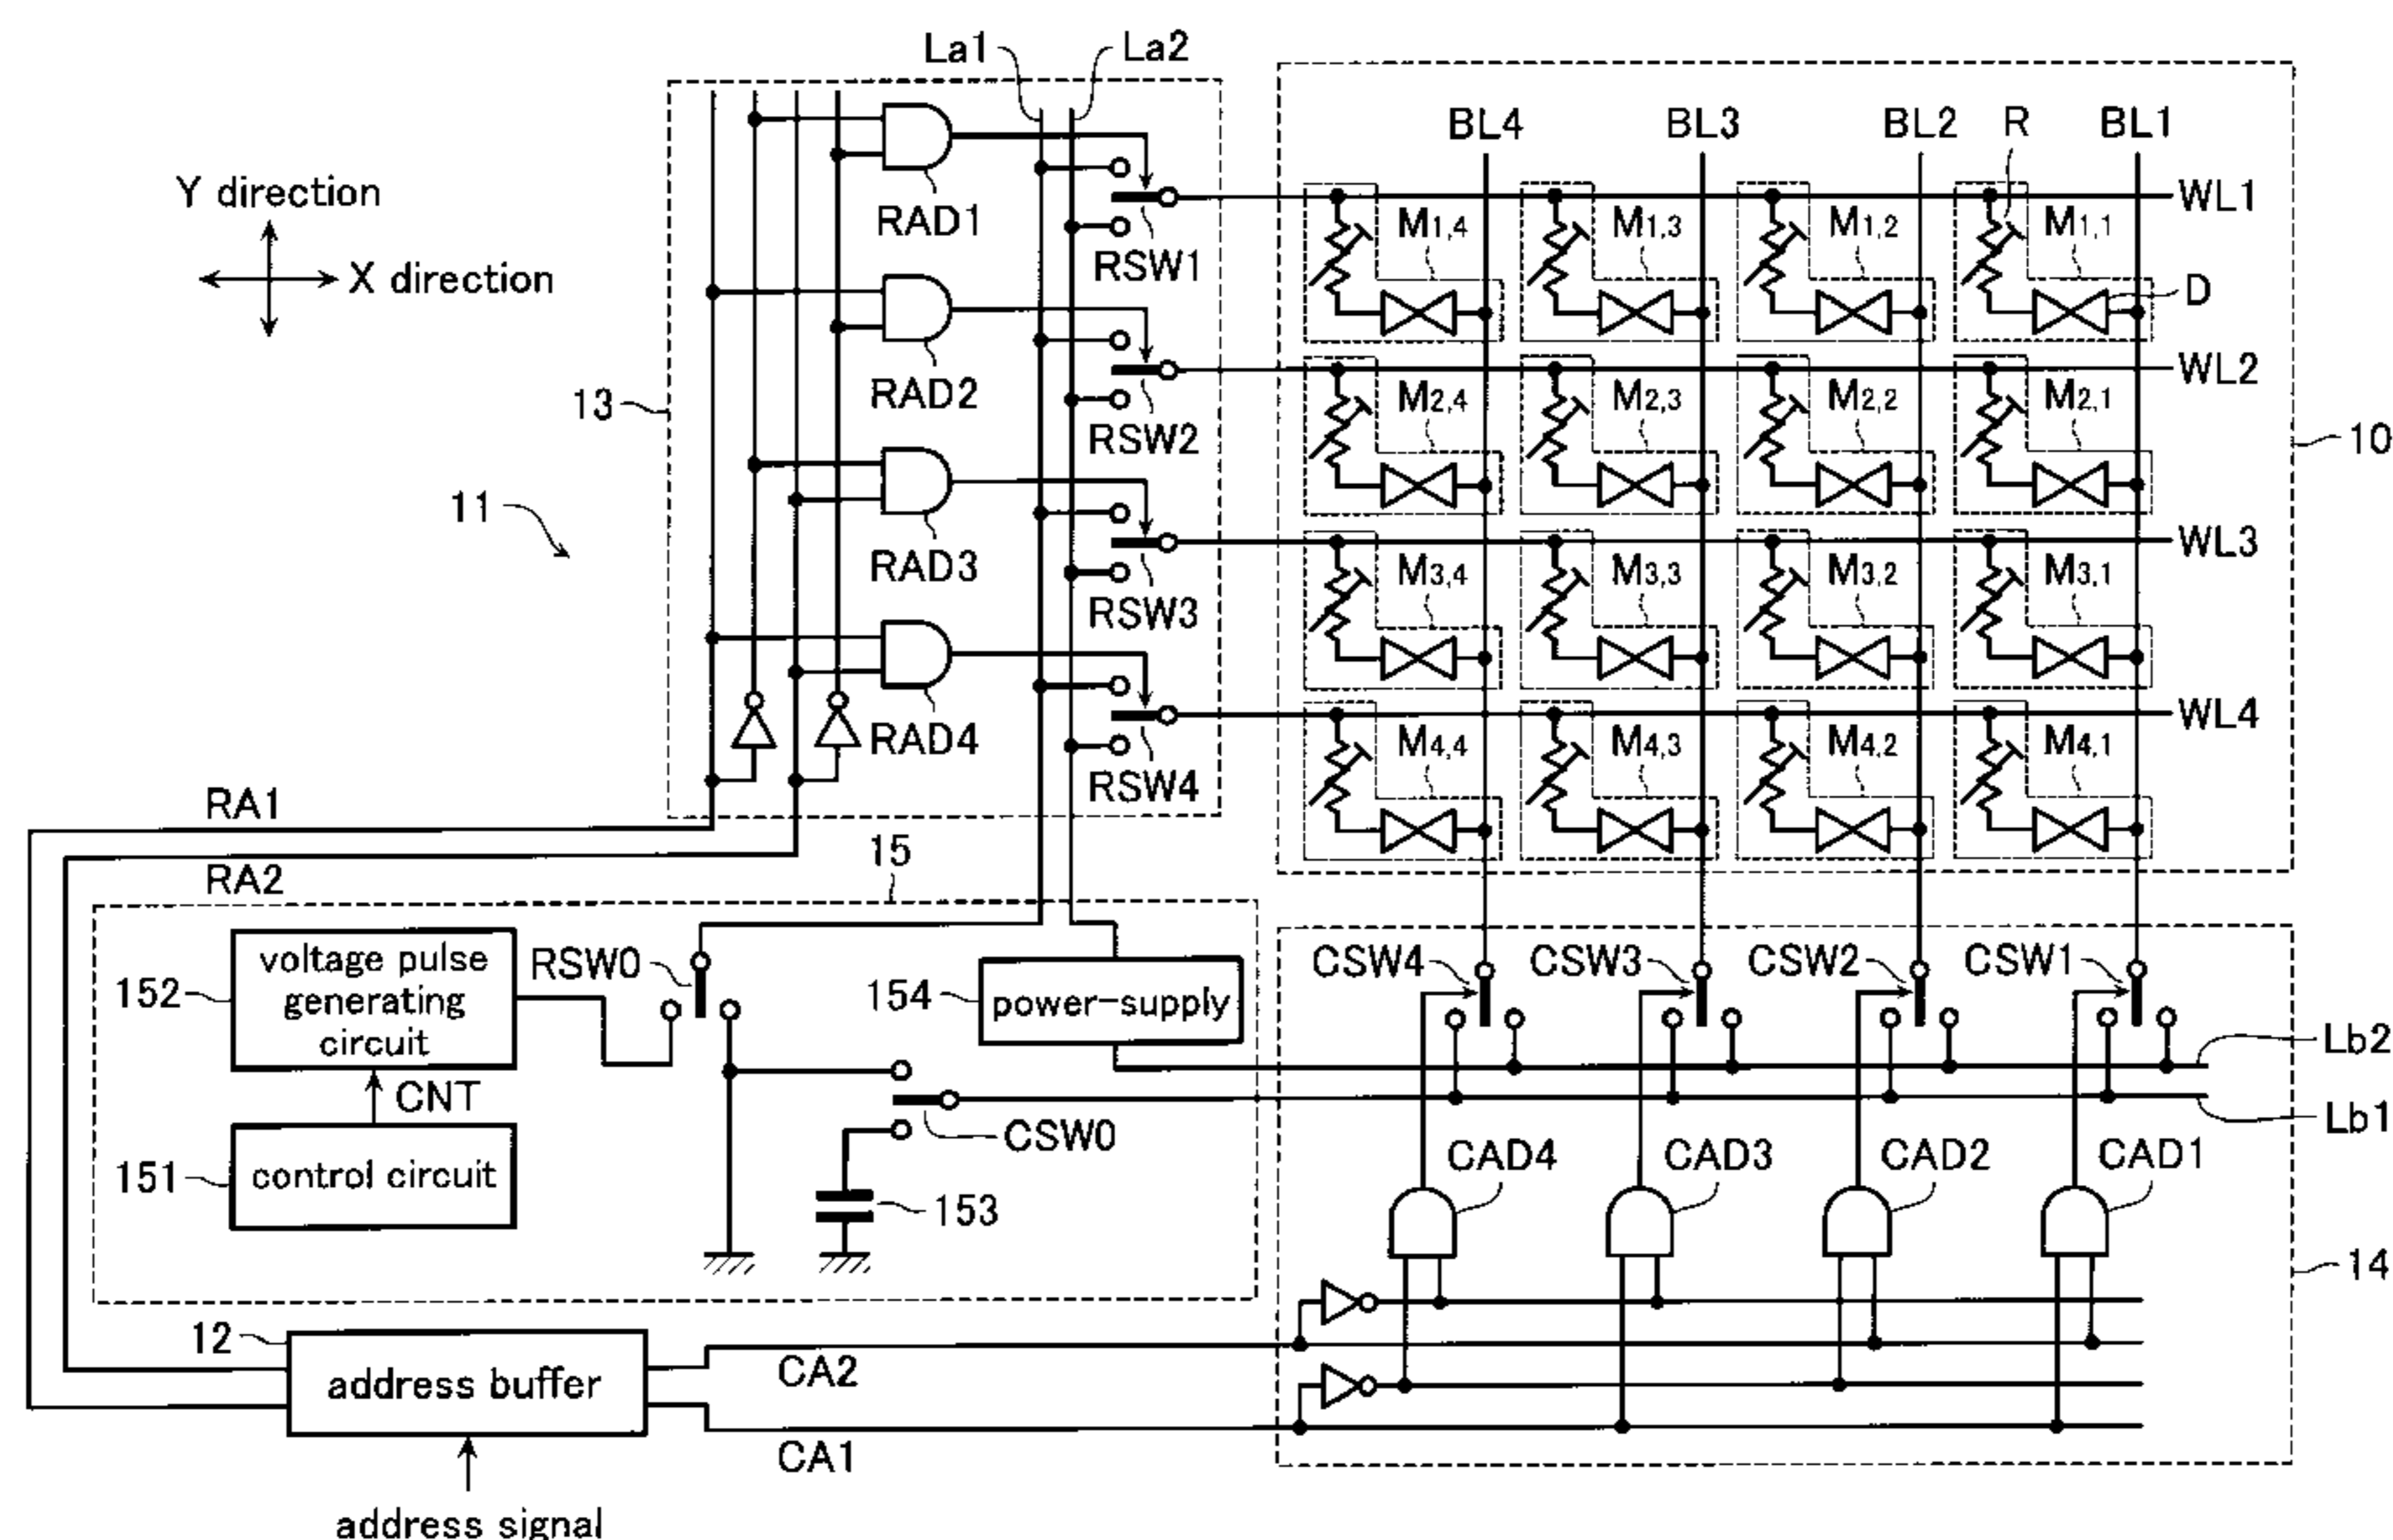 La1 La2
BL4 BL3 BL2 R BL1
Y direction
X direction
RAD1
RSW1
M1,4 M1,3 M1,2 M1,1
WL1
D
13
RAD2
RSW2
M2,4 M2,3 M2,2 M2,1
WL2
10
11
RAD3
RSW3
M3,4 M3,3 M3,2 M3,1
WL3
RAD4
RSW4
M4,4 M4,3 M4,2 M4,1
WL4
RA1
RA2
15
152
voltage pulse
generating
circuit
RSW0
154
power-supply
CSW4 CSW3 CSW2 CSW1
Lb2
Lb1
CNT
CSW0
151
control circuit
153
CAD4 CAD3 CAD2 CAD1
14
12
address buffer
CA2
CA1
address signal